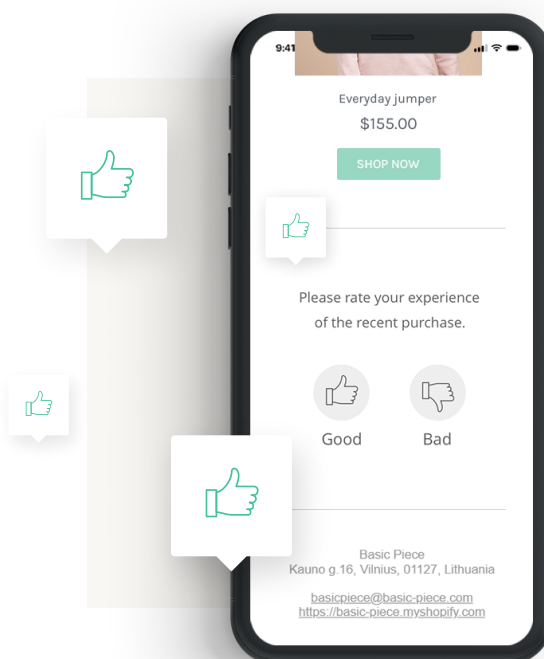 9:41
Everyday jumper
$155.00
SHOP NOW
Please rate your experience
of the recent purchase.
Good
Bad
Basic Piece
Kauno g.16, Vilnius, 01127, Lithuania
basicpiece@basic-piece.com
https://basic-piece.myshopify.com